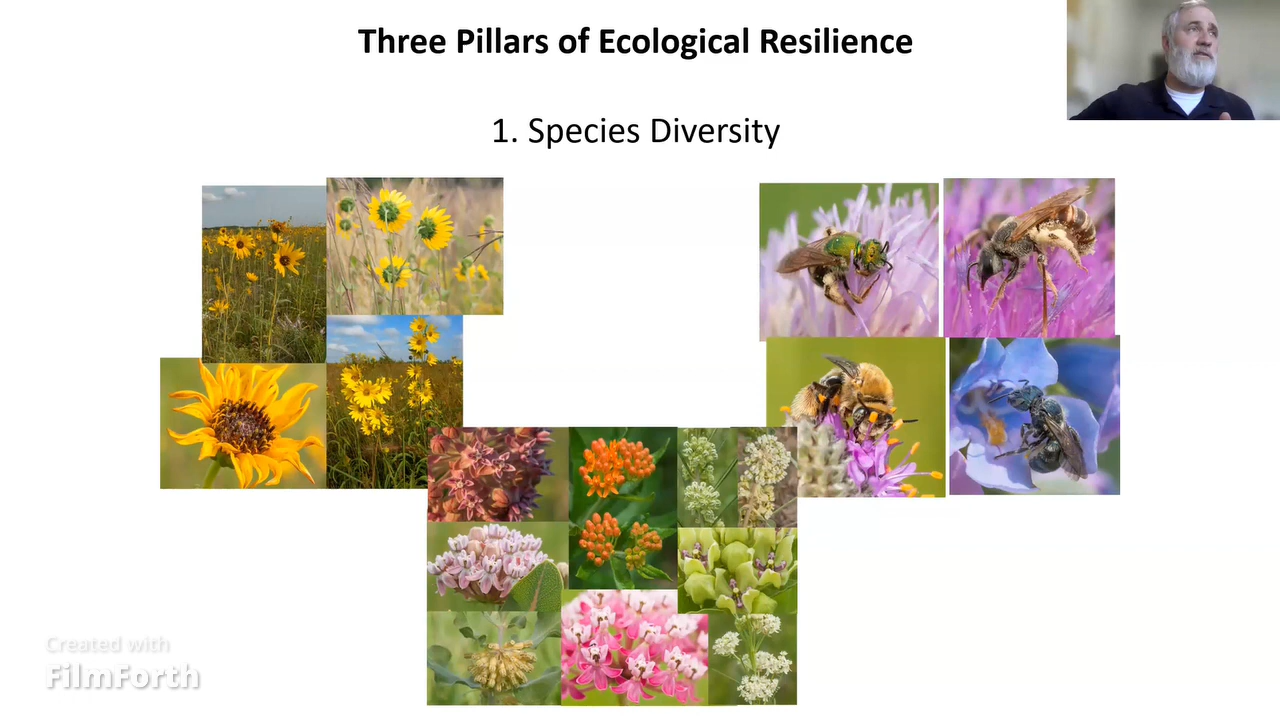 Three Pillars of Ecological Resilience
1. Species Diversity
Created with
FilmForth